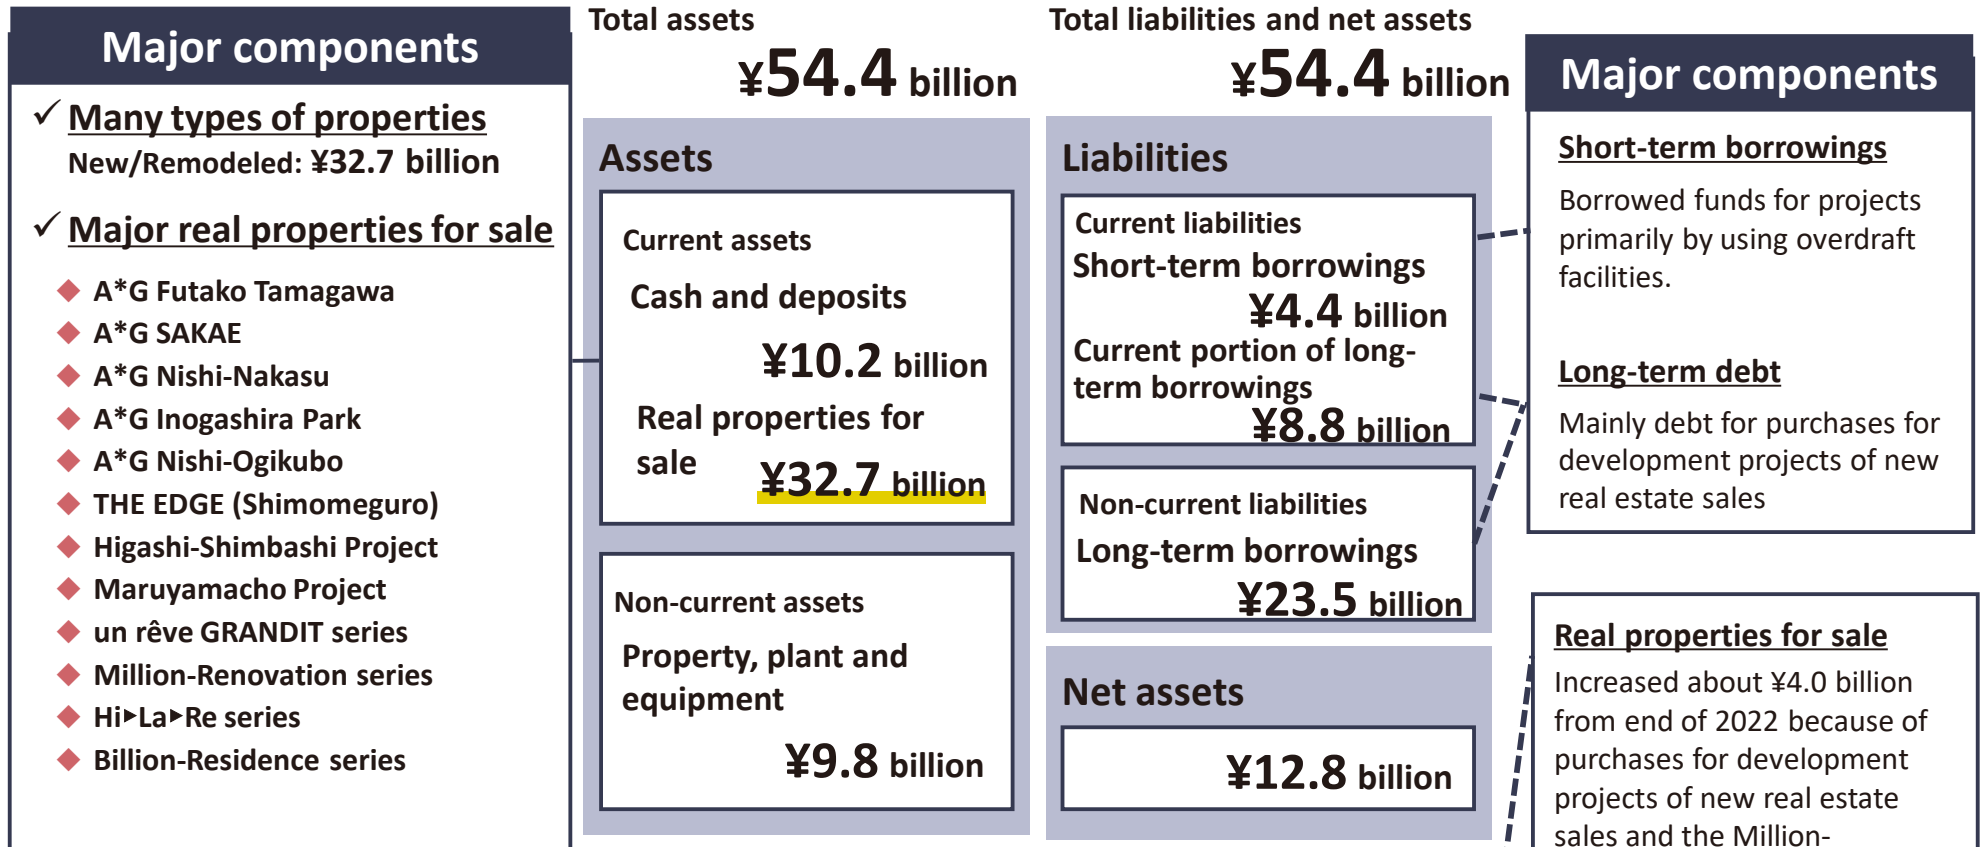 Major components
✓ Many types of properties
New/Remodeled: ¥32.7 billion
✓ Major real properties for sale
◆ A*G Futako Tamagawa
◆ A*G SAKAE
◆ A*G Nishi-Nakasu
◆ A*G Inogashira Park
◆ A*G Nishi-Ogikubo
◆ THE EDGE (Shimomeguro)
◆ Higashi-Shimbashi Project
◆ Maruyamacho Project
◆ un rêve GRANDIT series
◆ Million-Renovation series
◆ Hi▶La▶Re series
◆ Billion-Residence series
Total assets
¥54.4 billion
Assets
Current assets
Cash and deposits
¥10.2 billion
Real properties for
sale
¥32.7 billion
Non-current assets
Property, plant and
equipment
¥9.8 billion
Total liabilities and net assets
¥54.4 billion
Liabilities
Current liabilities
Short-term borrowings
¥4.4 billion
Current portion of long-
term borrowings
¥8.8 billion
Non-current liabilities
Long-term borrowings
¥23.5 billion
Net assets
¥12.8 billion
Major components
Short-term borrowings
Borrowed funds for projects
primarily by using overdraft
facilities.
Long-term debt
Mainly debt for purchases for
development projects of new
real estate sales
Real properties for sale
Increased about ¥4.0 billion
from end of 2022 because of
purchases for development
projects of new real estate
sales and the Million-